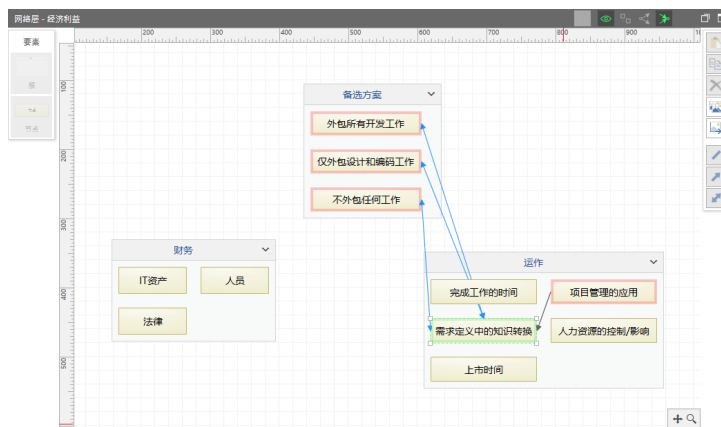 网络层 - 经济利益
要素
簇
节点
200 300 400 500 600 700 800 900
100
200
300
400
500
备选方案
外包所有开发工作
仅外包设计和编码工作
不外包任何工作
财务
IT资产
人员
法律
运作
完成工作的时间
项目管理的应用
需求定义中的知识转换
人力资源的控制/影响
上市时间